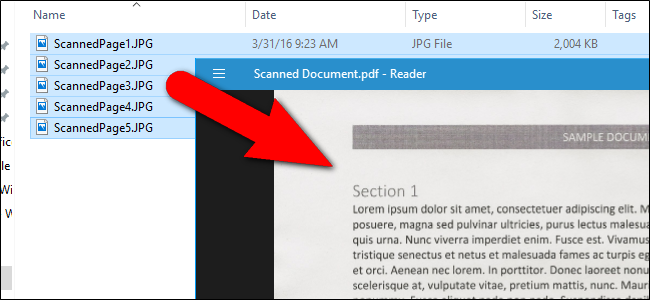 Name Date Type Size Tags
ScannedPage1.JPG 3/31/16 9:23 AM JPG File 2,004 KB
ScannedPage2.JPG
ScannedPage3.JPG
ScannedPage4.JPG
ScannedPage5.JPG
Scanned Document.pdf - Reader
SAMPLE DOCU
Section 1
Lorem ipsum dolor sit amet, consectetuer adipiscing elit. M
posuere, magna sed pulvinar ultricies, purus lectus malesua
quis urna. Nunc viverra imperdiet enim. Fusce est. Vivamus
tristique senectus et netus et malesuada fames ac turpis eg
et orci. Aenean nec lorem. In porttitor. Donec laoreet nonu
scelerisque at, vulputate vitae, pretium mattis, nunc. Mau